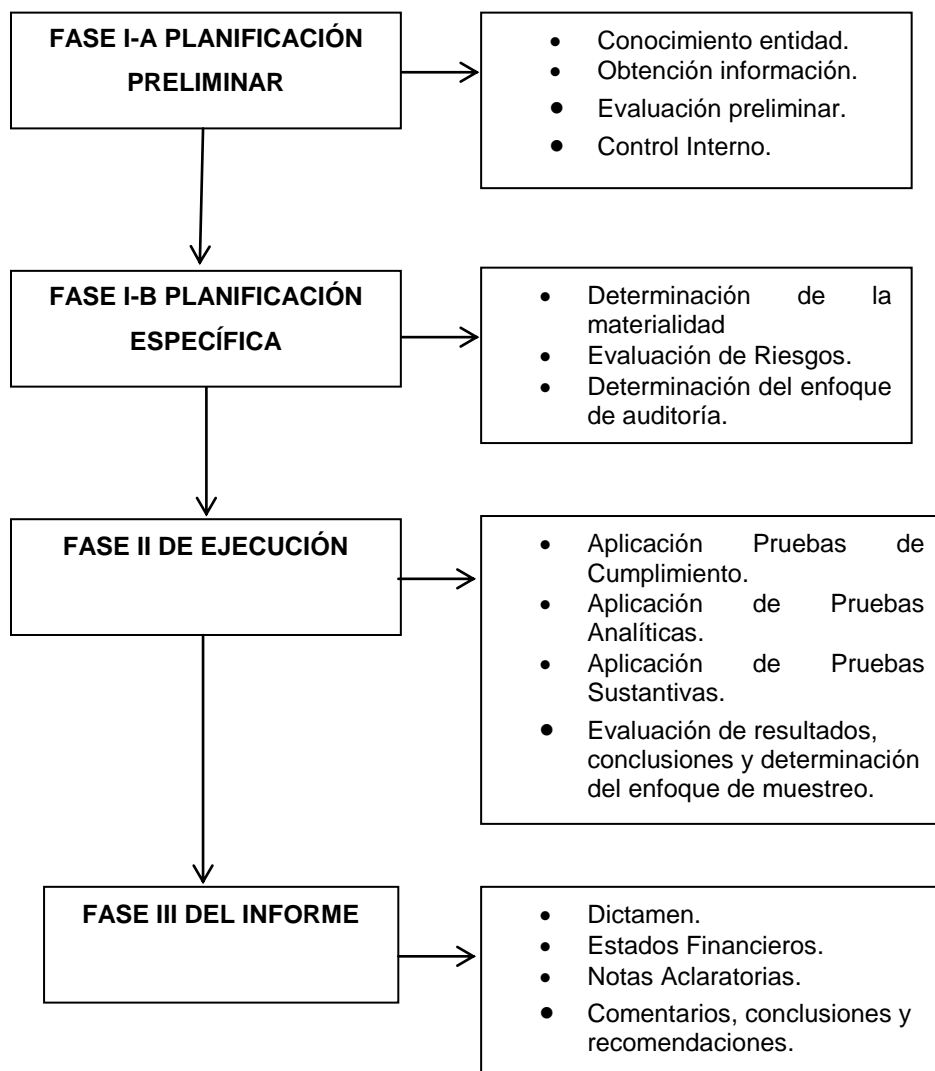 FASE I-A PLANIFICACIÓN
PRELIMINAR
• Conocimiento entidad.
• Obtención información.
• Evaluación preliminar.
• Control Interno.
FASE I-B PLANIFICACIÓN
ESPECÍFICA
• Determinación de la
materialidad
• Evaluación de Riesgos.
• Determinación del enfoque
de auditoría.
FASE II DE EJECUCIÓN
• Aplicación Pruebas de
Cumplimiento.
• Aplicación de Pruebas
Analíticas.
• Aplicación de Pruebas
Sustantivas.
• Evaluación de resultados,
conclusiones y determinación
del enfoque de muestreo.
FASE III DEL INFORME
• Dictamen.
• Estados Financieros.
• Notas Aclaratorias.
• Comentarios, conclusiones y
recomendaciones.